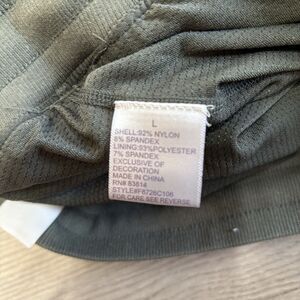 L
SHELL:92% NYLON
8% SPANDEX
LINING:93%POLYESTER
7% SPANDEX
EXCLUSIVE OF
DECORATION
MADE IN CHINA
RN# 83614
STYLE#F8726C106
FOR CARE SEE REVERSE